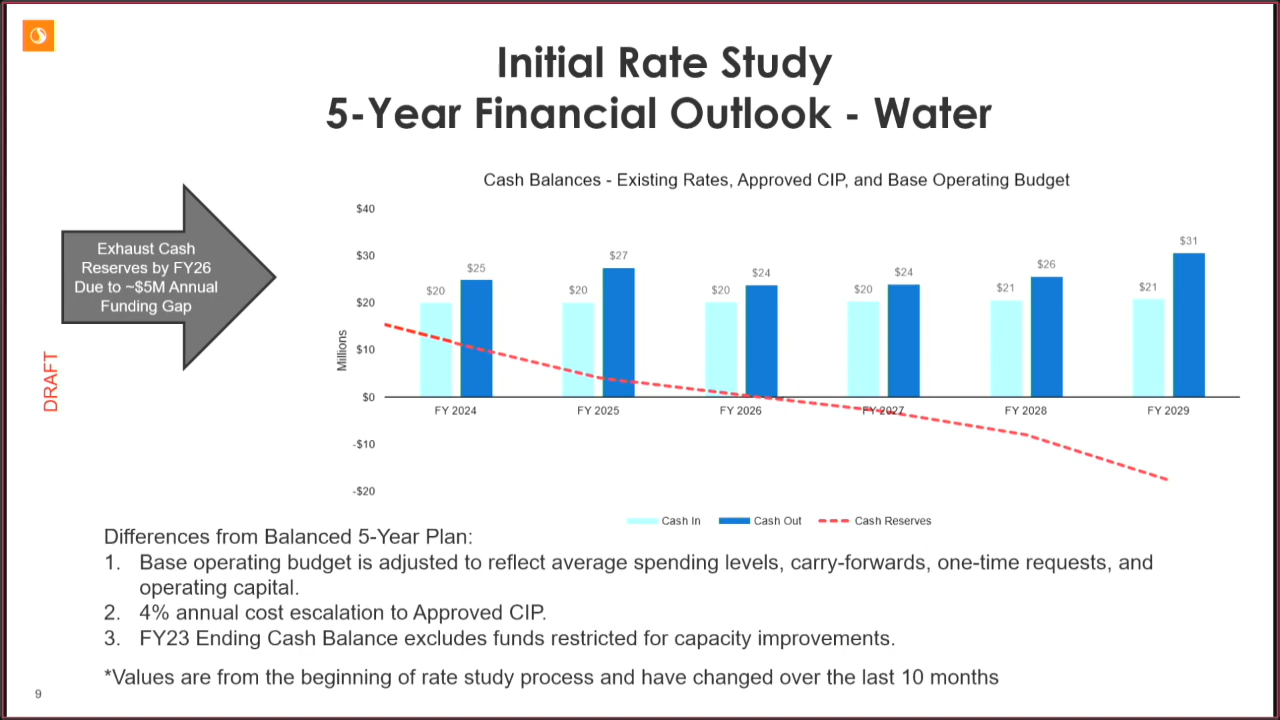 Initial Rate Study
5-Year Financial Outlook - Water
Cash Balances - Existing Rates, Approved CIP, and Base Operating Budget
Exhaust Cash
Reserves by FY26
Due to ~$5M Annual
Funding Gap
DRAFT
Millions
$40
$30
$20
$10
$0
-$10
-$20
$20 $25 $20 $27 $20 $24 $20 $24 $21 $26 $21 $31
FY 2024 FY 2025 FY 2026 FY 2027 FY 2028 FY 2029
Cash In Cash Out Cash Reserves
Differences from Balanced 5-Year Plan:
1. Base operating budget is adjusted to reflect average spending levels, carry-forwards, one-time requests, and
operating capital.
2. 4% annual cost escalation to Approved CIP.
3. FY23 Ending Cash Balance excludes funds restricted for capacity improvements.
*Values are from the beginning of rate study process and have changed over the last 10 months
9